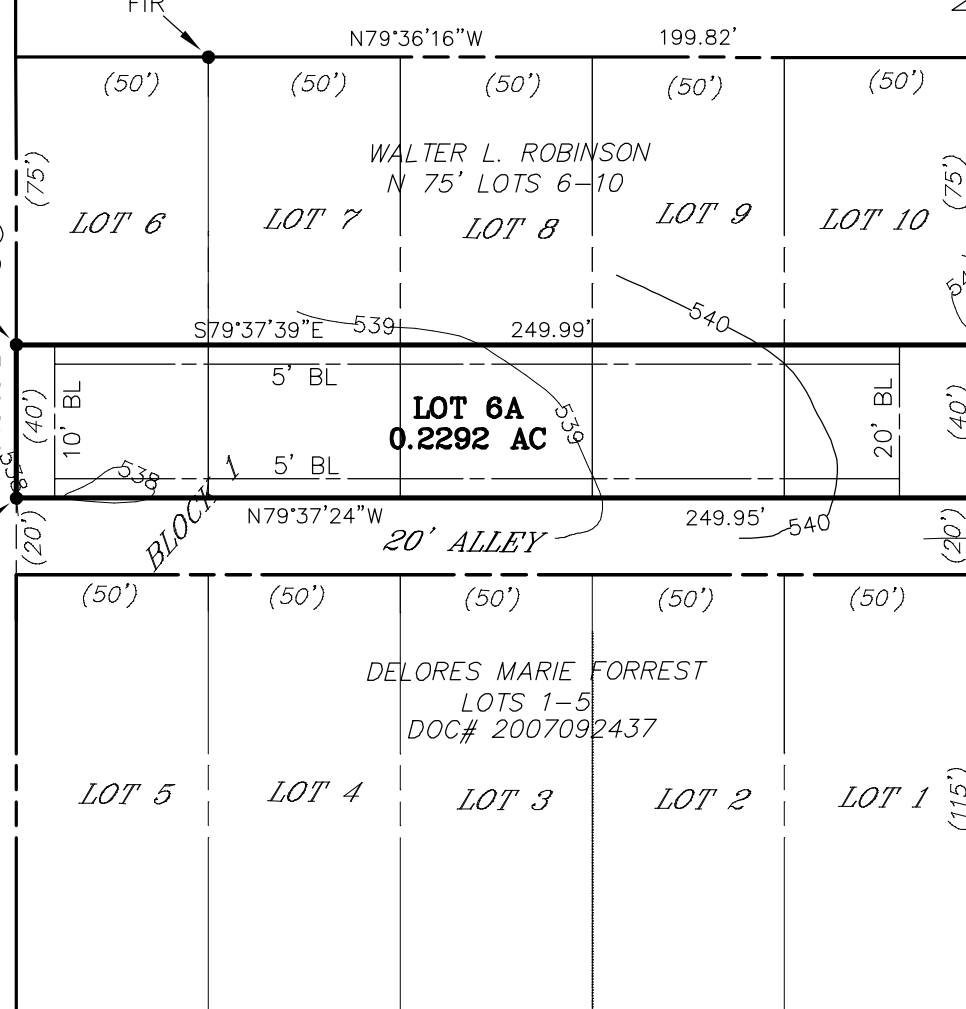 FIR
N79°36'16"W 199.82'
(50') (50') (50') (50') (50')
(75') (75')
WALTER L. ROBINSON
N 75' LOTS 6-10
LOT 6 LOT 7 LOT 8 LOT 9 LOT 10
539 540
S79°37'39"E 249.99'
5' BL
10' BL
20' BL
(40') (40')
LOT 6A
0.2292 AC
539
5' BL
538
BLOCK 1
N79°37'24"W 249.95'
540
(20') (20')
20' ALLEY
(50') (50') (50') (50') (50')
DELORES MARIE FORREST
LOTS 1-5
DOC# 2007092437
LOT 5 LOT 4 LOT 3 LOT 2 LOT 1
(115')